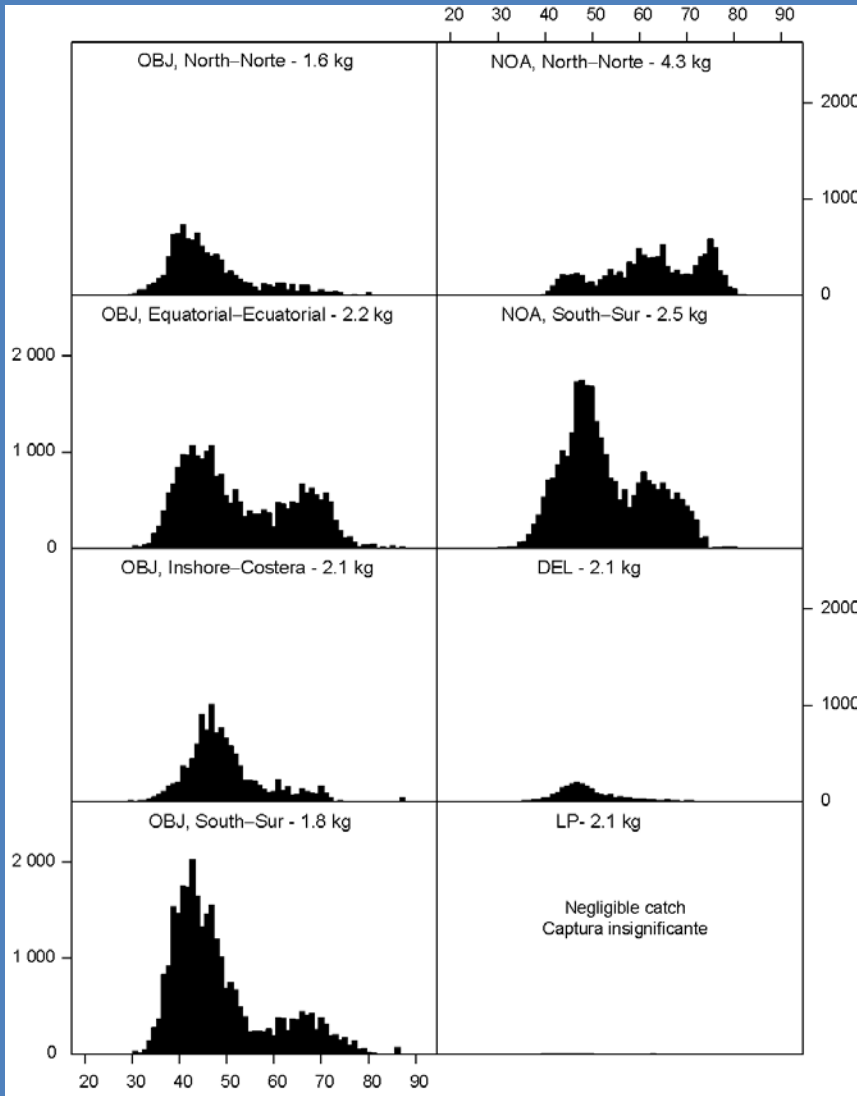 20 30 40 50 60 70 80 90
OBJ, North–Norte - 1.6 kg
NOA, North–Norte - 4.3 kg
2000
1000
0
OBJ, Equatorial–Ecuatorial - 2.2 kg
NOA, South–Sur - 2.5 kg
2 000
1 000
0
OBJ, Inshore–Costera - 2.1 kg
DEL - 2.1 kg
2000
1000
0
OBJ, South–Sur - 1.8 kg
LP- 2.1 kg
2 000
1 000
0
Negligible catch
Captura insignificante
20 30 40 50 60 70 80 90